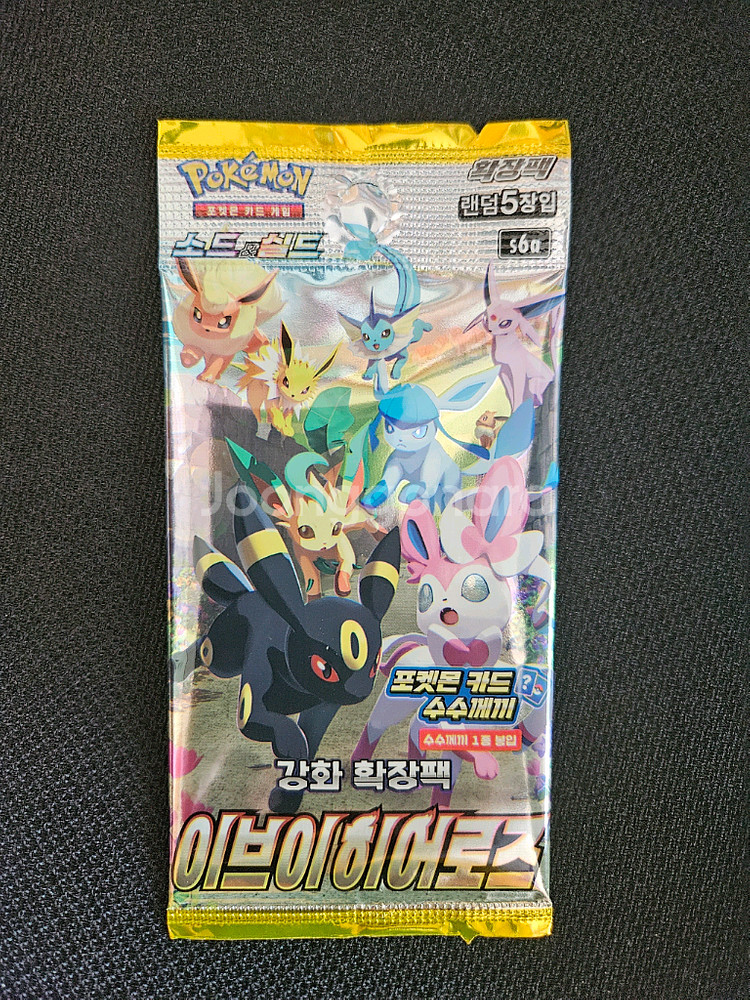 Pokémon
포켓몬 카드 게임
소드&실드
확장팩
랜덤5장입
s6a
포켓몬 카드
수수께끼
?
수수께끼 1종 봉입
강화 확장팩
이브이히어로즈